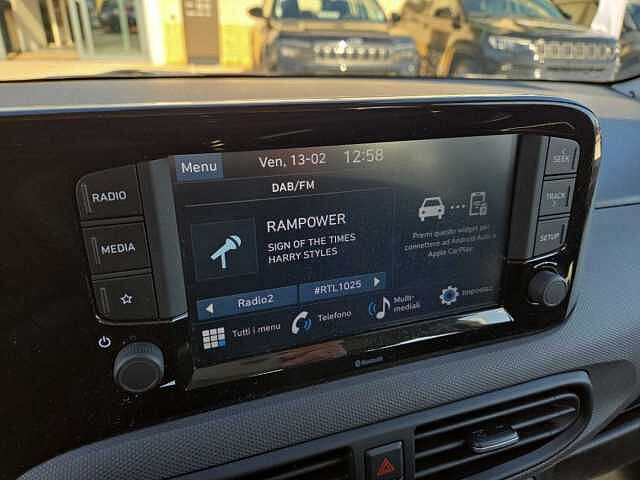 Menu Ven, 13-02 12:58
DAB/FM
RAMPOWER
SIGN OF THE TIMES
HARRY STYLES
Premi questo widget per
connettere ad Android Auto o
Apple CarPlay.
Radio2 #RTL1025
Tutti i menu Telefono Multi-
mediali Impostaz.
RADIO
MEDIA
SEEK
TRACK
SETUP
Bluetooth